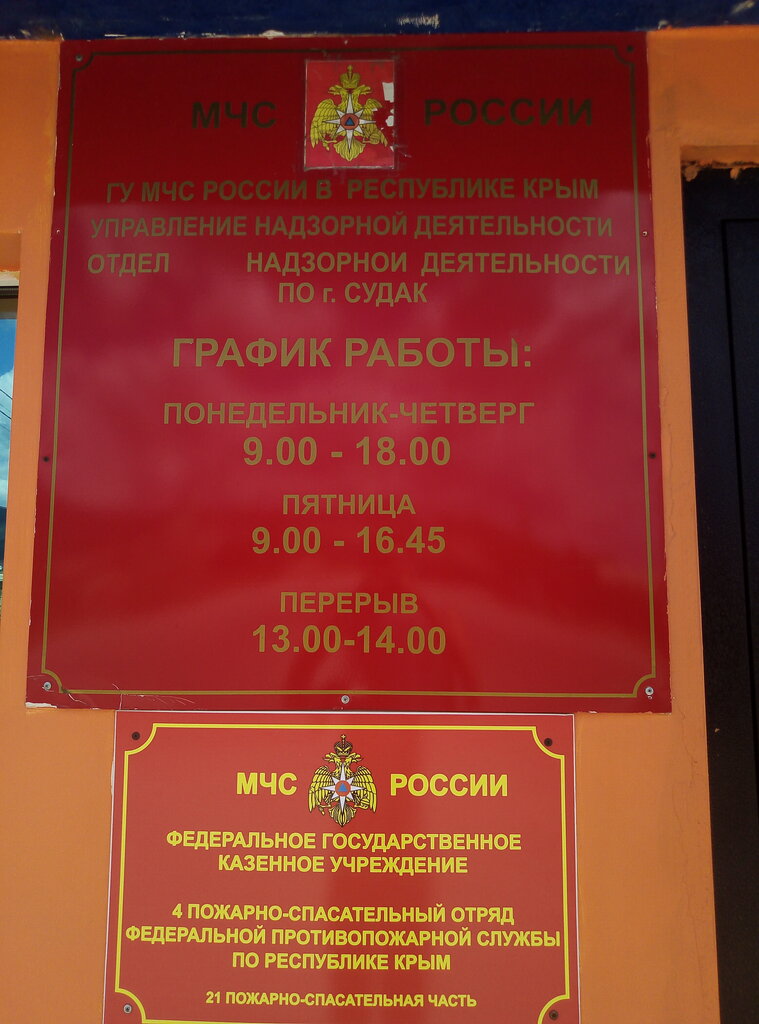 МЧС РОССИИ
ГУ МЧС РОССИИ В РЕСПУБЛИКЕ КРЫМ
УПРАВЛЕНИЕ НАДЗОРНОЙ ДЕЯТЕЛЬНОСТИ
ОТДЕЛ НАДЗОРНОИ ДЕЯТЕЛЬНОСТИ
ПО г. СУДАК
ГРАФИК РАБОТЫ:
ПОНЕДЕЛЬНИК-ЧЕТВЕРГ
9.00 - 18.00
ПЯТНИЦА
9.00 - 16.45
ПЕРЕРЫВ
13.00-14.00
МЧС РОССИИ
ФЕДЕРАЛЬНОЕ ГОСУДАРСТВЕННОЕ
КАЗЕННОЕ УЧРЕЖДЕНИЕ
4 ПОЖАРНО-СПАСАТЕЛЬНЫЙ ОТРЯД
ФЕДЕРАЛЬНОЙ ПРОТИВОПОЖАРНОЙ СЛУЖБЫ
ПО РЕСПУБЛИКЕ КРЫМ
21 ПОЖАРНО-СПАСАТЕЛЬНАЯ ЧАСТЬ